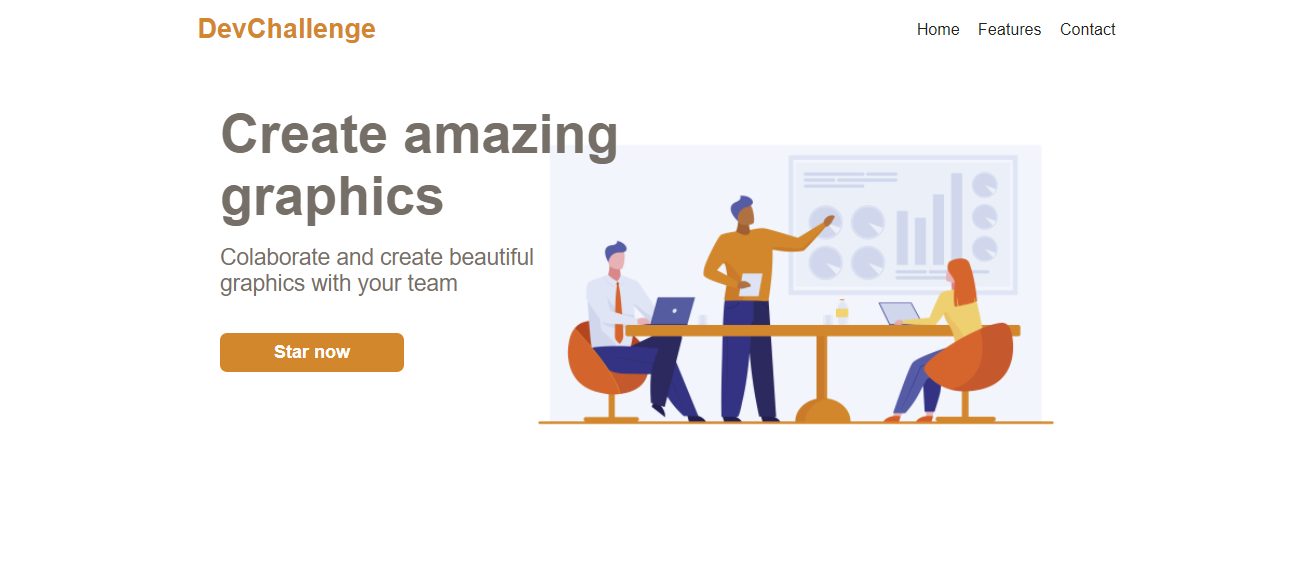 DevChallenge
Home Features Contact
Create amazing
graphics
Colaborate and create beautiful
graphics with your team
Star now